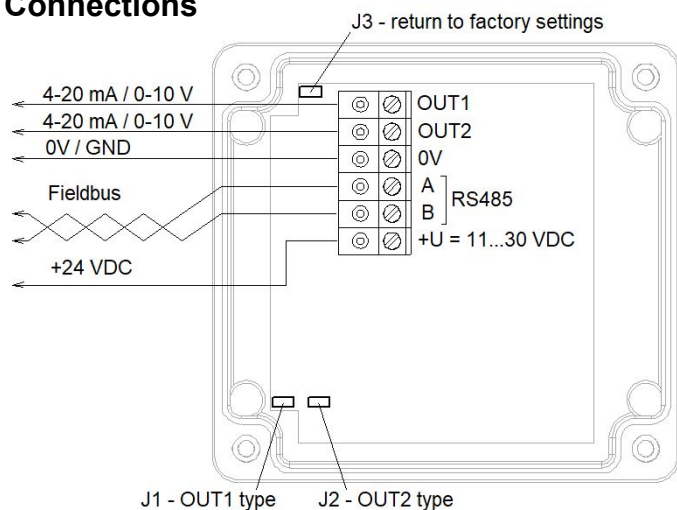 Connections
J3 - return to factory settings
4-20 mA / 0-10 V
OUT1
4-20 mA / 0-10 V
OUT2
0V / GND
0V
Fieldbus
A
B
RS485
+U = 11...30 VDC
+24 VDC
J1 - OUT1 type
J2 - OUT2 type